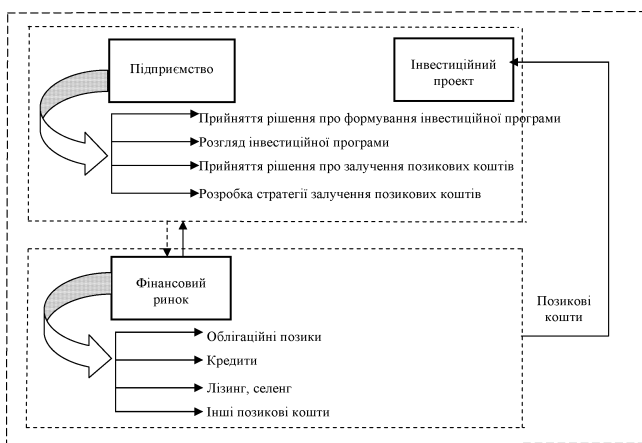 Підприємство
Інвестиційний
проект
Прийняття рішення про формування інвестиційної програми
Розгляд інвестиційної програми
Прийняття рішення про залучення позикових коштів
Розробка стратегії залучення позикових коштів
Фінансовий
ринок
Позикові
кошти
Облігаційні позики
Кредити
Лізинг, селенг
Інші позикові кошти